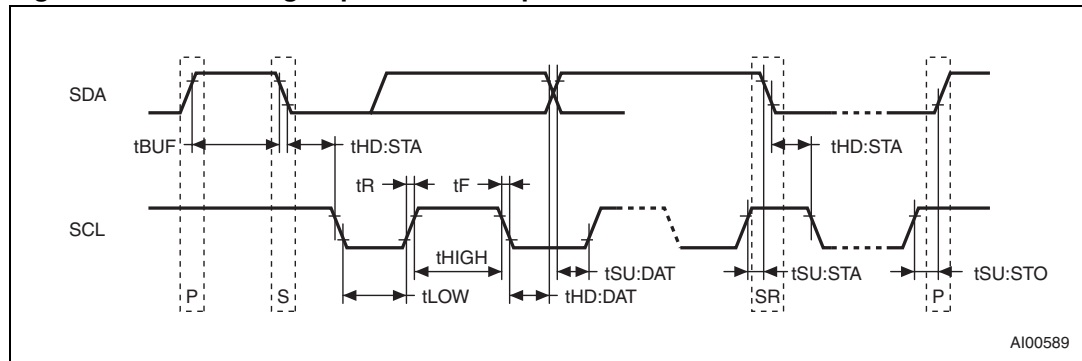 SDA
tBUF
tHD:STA
tHD:STA
tR
tF
SCL
tHIGH
tSU:DAT
tSU:STA
tSU:STO
tLOW
tHD:DAT
P
S
SR
P
AI00589